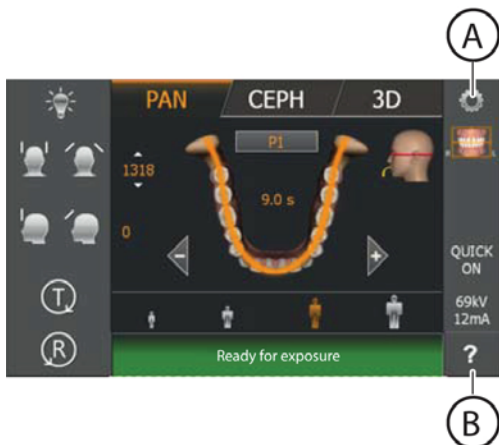 A
PAN CEPH 3D
P1
1318
9.0 s
0
QUICK
ON
T
69kV
12mA
R
Ready for exposure
?
B